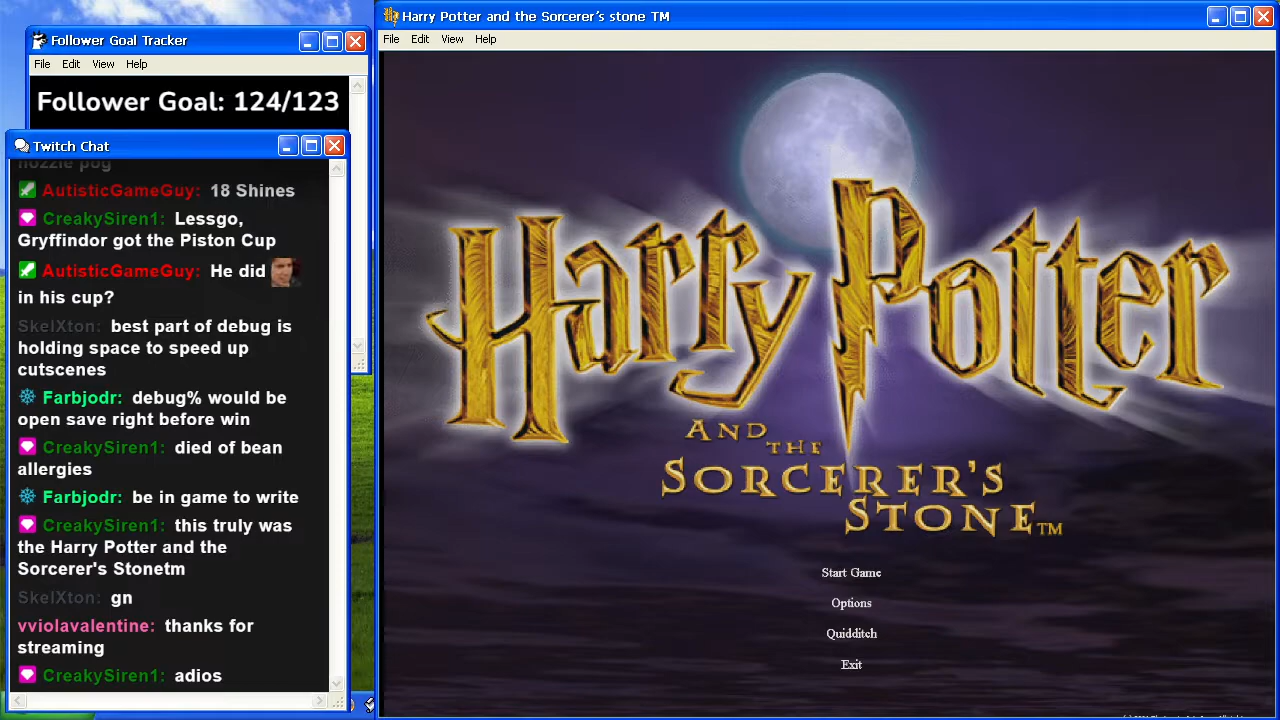 Follower Goal Tracker
File Edit View Help
Follower Goal: 124/123
Twitch Chat
nozzle pog
AutisticGameGuy: 18 Shines
CreakySiren1: Lessgo,
Gryffindor got the Piston Cup
AutisticGameGuy: He did
in his cup?
SkelXton: best part of debug is
holding space to speed up
cutscenes
Farbjodr: debug% would be
open save right before win
CreakySiren1: died of bean
allergies
Farbjodr: be in game to write
CreakySiren1: this truly was
the Harry Potter and the
Sorcerer's Stonetm
SkelXton: gn
vviolavalentine: thanks for
streaming
CreakySiren1: adios
Harry Potter and the Sorcerer's stone TM
File Edit View Help
Harry Potter
AND
THE
SORCERER'S
STONE™
Start Game
Options
Quidditch
Exit